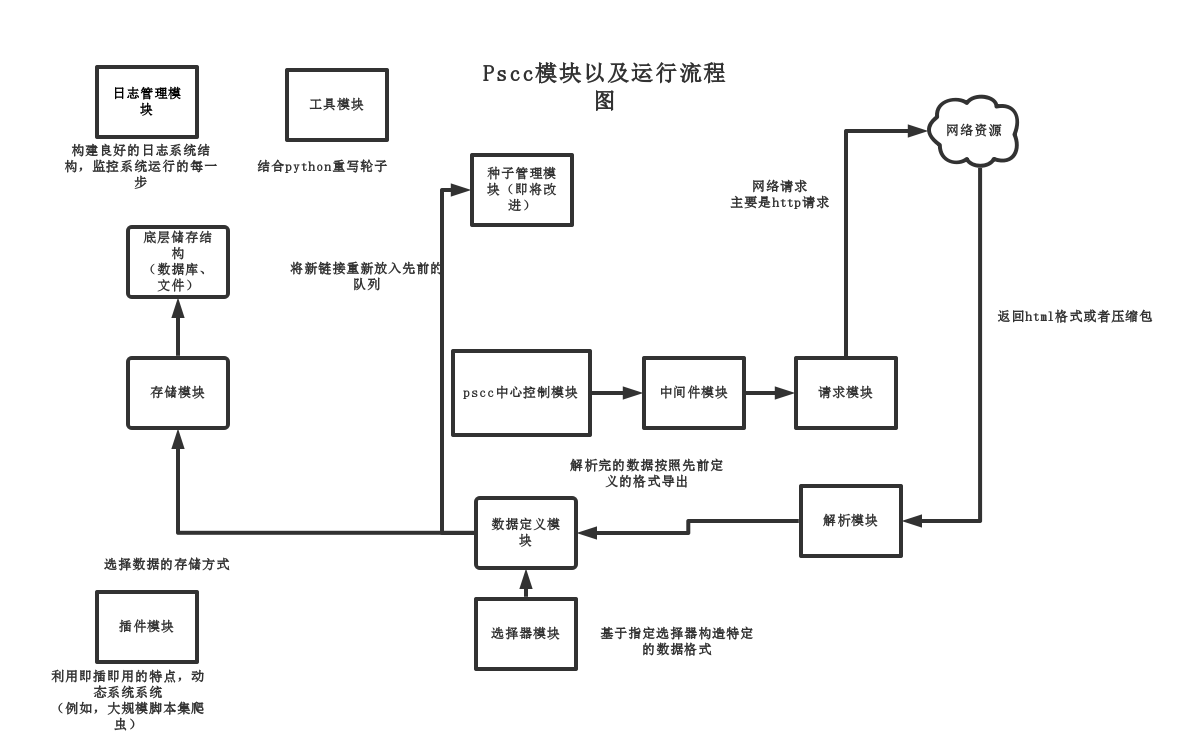 Pscc模块以及运行流程
图
日志管理模
块
构建良好的日志系统结
构，监控系统运行的每一
步
工具模块
结合python重写轮子
种子管理模
块（即将改
进）
网络资源
网络请求
主要是http请求
底层储存结
构
（数据库、
文件）
将新链接重新放入先前的
队列
返回html格式或者压缩包
存储模块
pscc中心控制模块
中间件模块
请求模块
解析完的数据按照先前定
义的格式导出
数据定义模
块
解析模块
选择数据的存储方式
插件模块
利用即插即用的特点，动
态系统系统
（例如，大规模脚本集爬
虫）
选择器模块
基于指定选择器构造特定
的数据格式